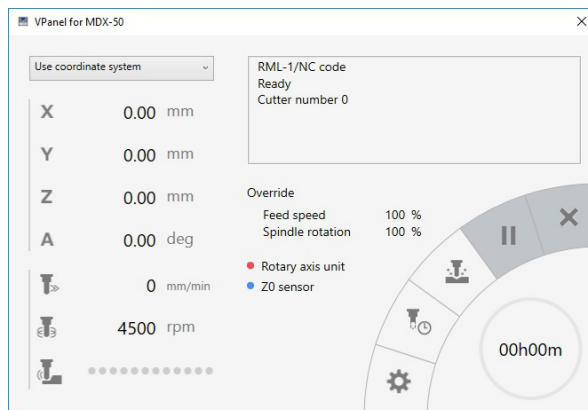 VPanel for MDX-50
Use coordinate system
RML-1/NC code
Ready
Cutter number 0
X 0.00 mm
Y 0.00 mm
Z 0.00 mm
A 0.00 deg
Override
Feed speed 100 %
Spindle rotation 100 %
Rotary axis unit
Z0 sensor
0 mm/min
4500 rpm
00h00m